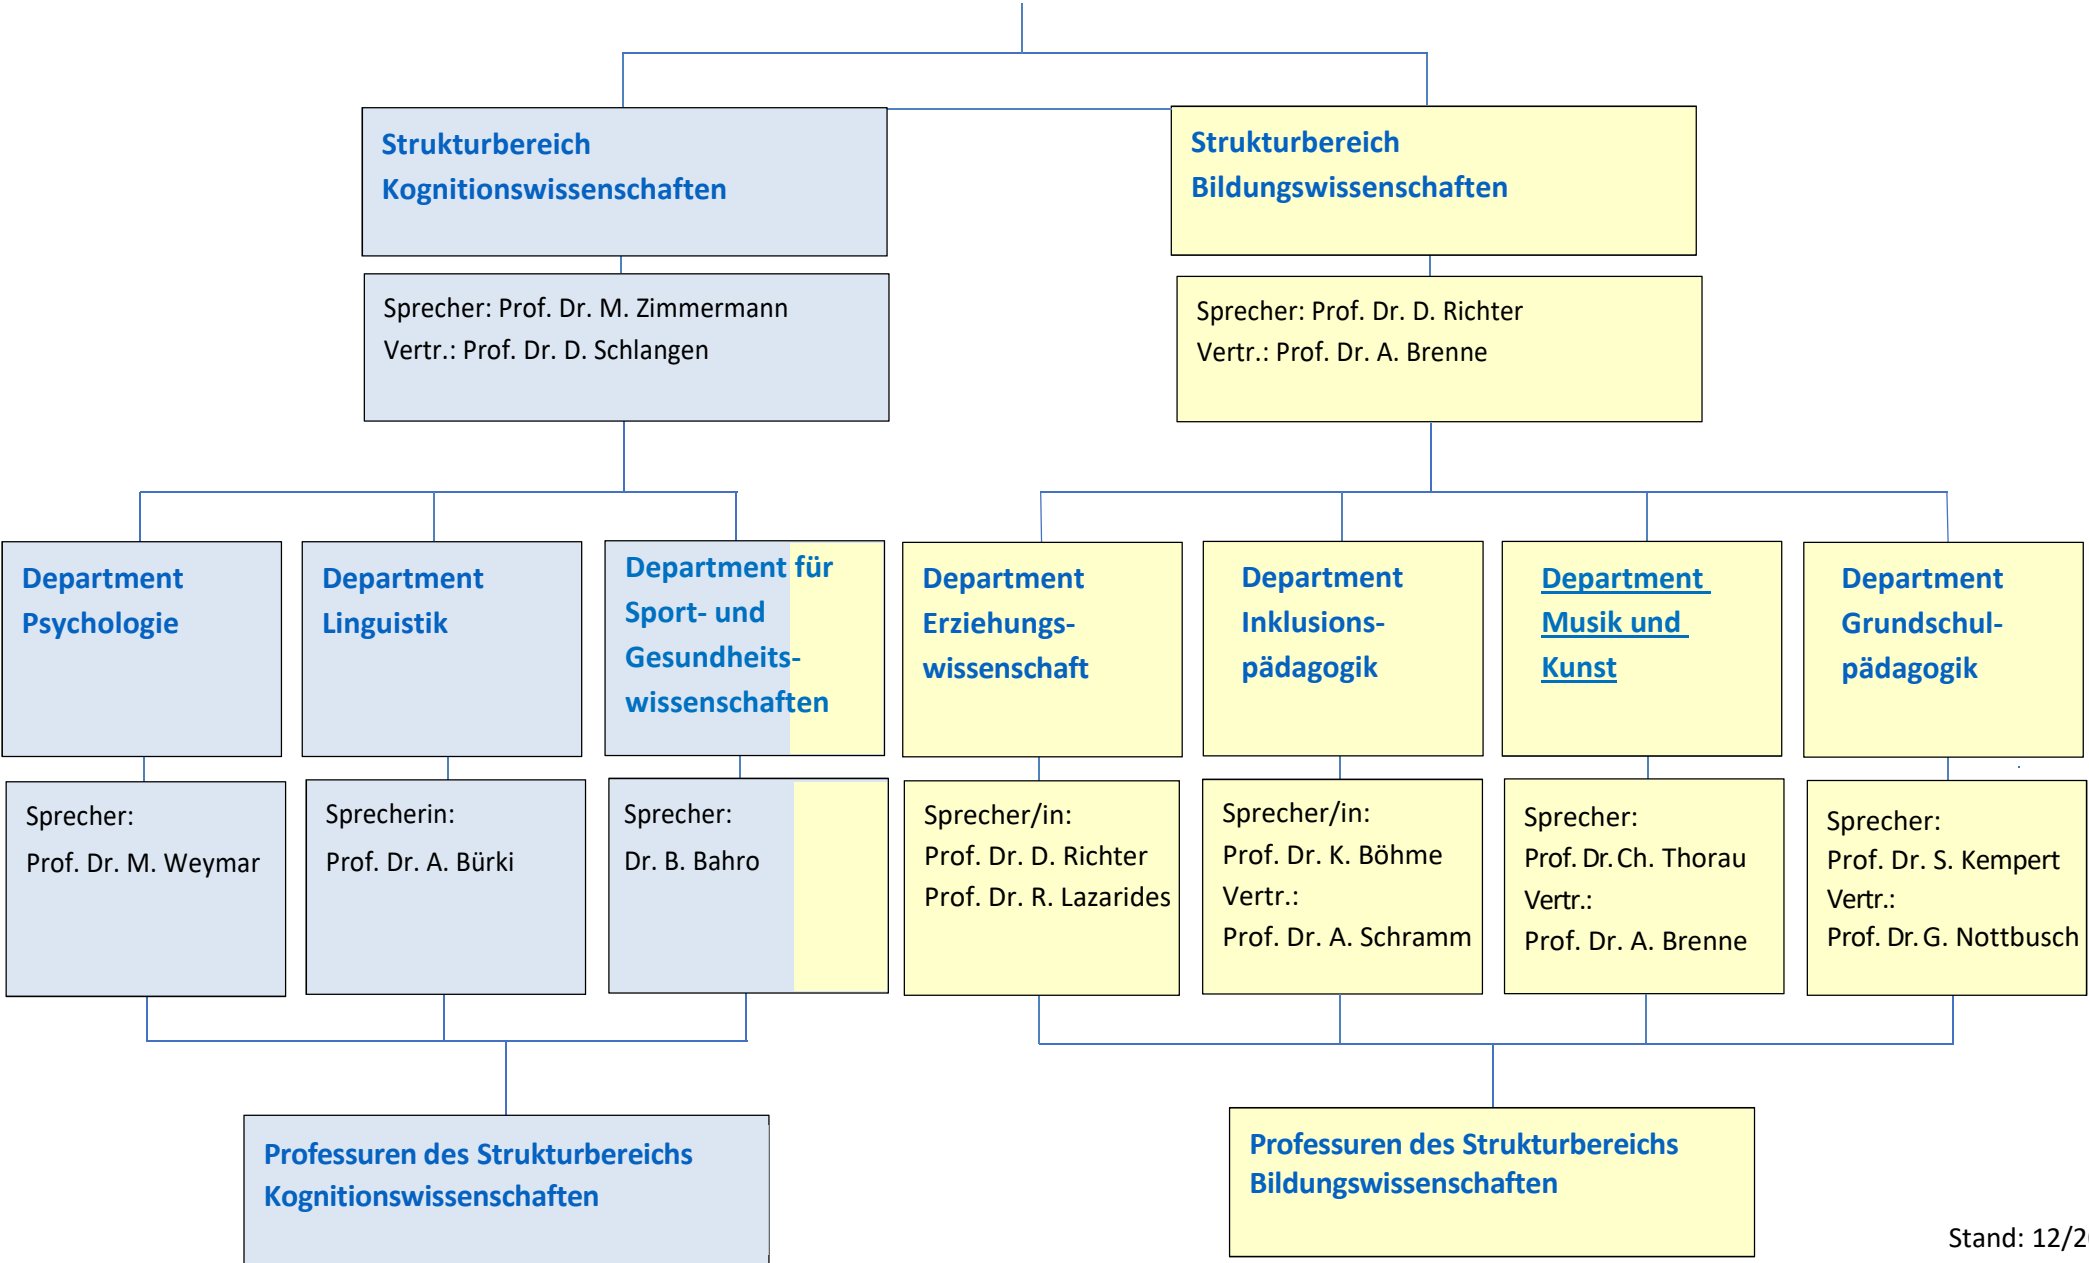 Strukturbereich
Kognitionswissenschaften
Strukturbereich
Bildungswissenschaften
Sprecher: Prof. Dr. M. Zimmermann
Vertr.: Prof. Dr. D. Schlangen
Sprecher: Prof. Dr. D. Richter
Vertr.: Prof. Dr. A. Brenne
Department
Psychologie
Department
Linguistik
Department für
Sport- und
Gesundheits-
wissenschaften
Department
Erziehungs-
wissenschaft
Department
Inklusions-
pädagogik
Department
Musik und
Kunst
Department
Grundschul-
pädagogik
Sprecher:
Prof. Dr. M. Weymar
Sprecherin:
Prof. Dr. A. Bürki
Sprecher:
Dr. B. Bahro
Sprecher/in:
Prof. Dr. D. Richter
Prof. Dr. R. Lazarides
Sprecher/in:
Prof. Dr. K. Böhme
Vertr.:
Prof. Dr. A. Schramm
Sprecher:
Prof. Dr. Ch. Thorau
Vertr.:
Prof. Dr. A. Brenne
Sprecher:
Prof. Dr. S. Kempert
Vertr.:
Prof. Dr. G. Nottbusch
Professuren des Strukturbereichs
Kognitionswissenschaften
Professuren des Strukturbereichs
Bildungswissenschaften
Stand: